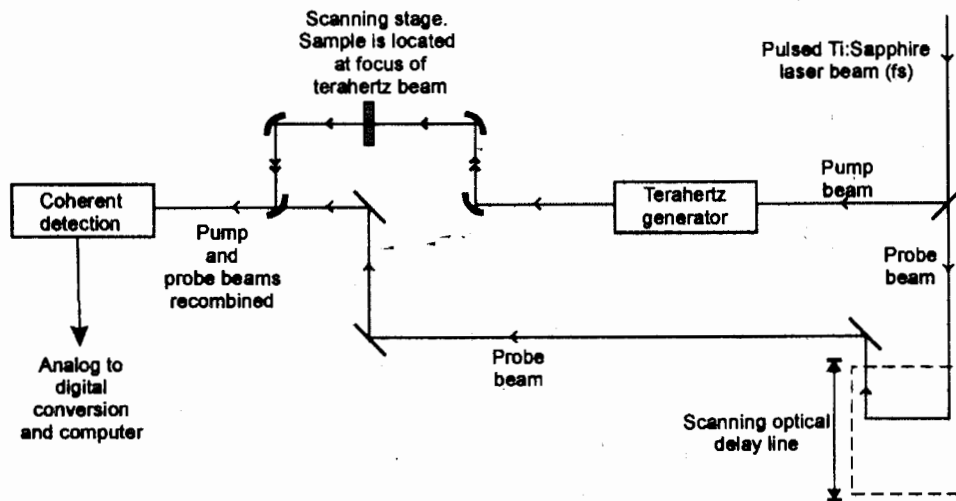 Scanning stage.
Sample is located
at focus of
terahertz beam
Pulsed Ti:Sapphire
laser beam (fs)
Coherent
detection
Pump
and
probe beams
recombined
Terahertz
generator
Pump
beam
Probe
beam
Probe
beam
Analog to
digital
conversion
and computer
Scanning optical
delay line